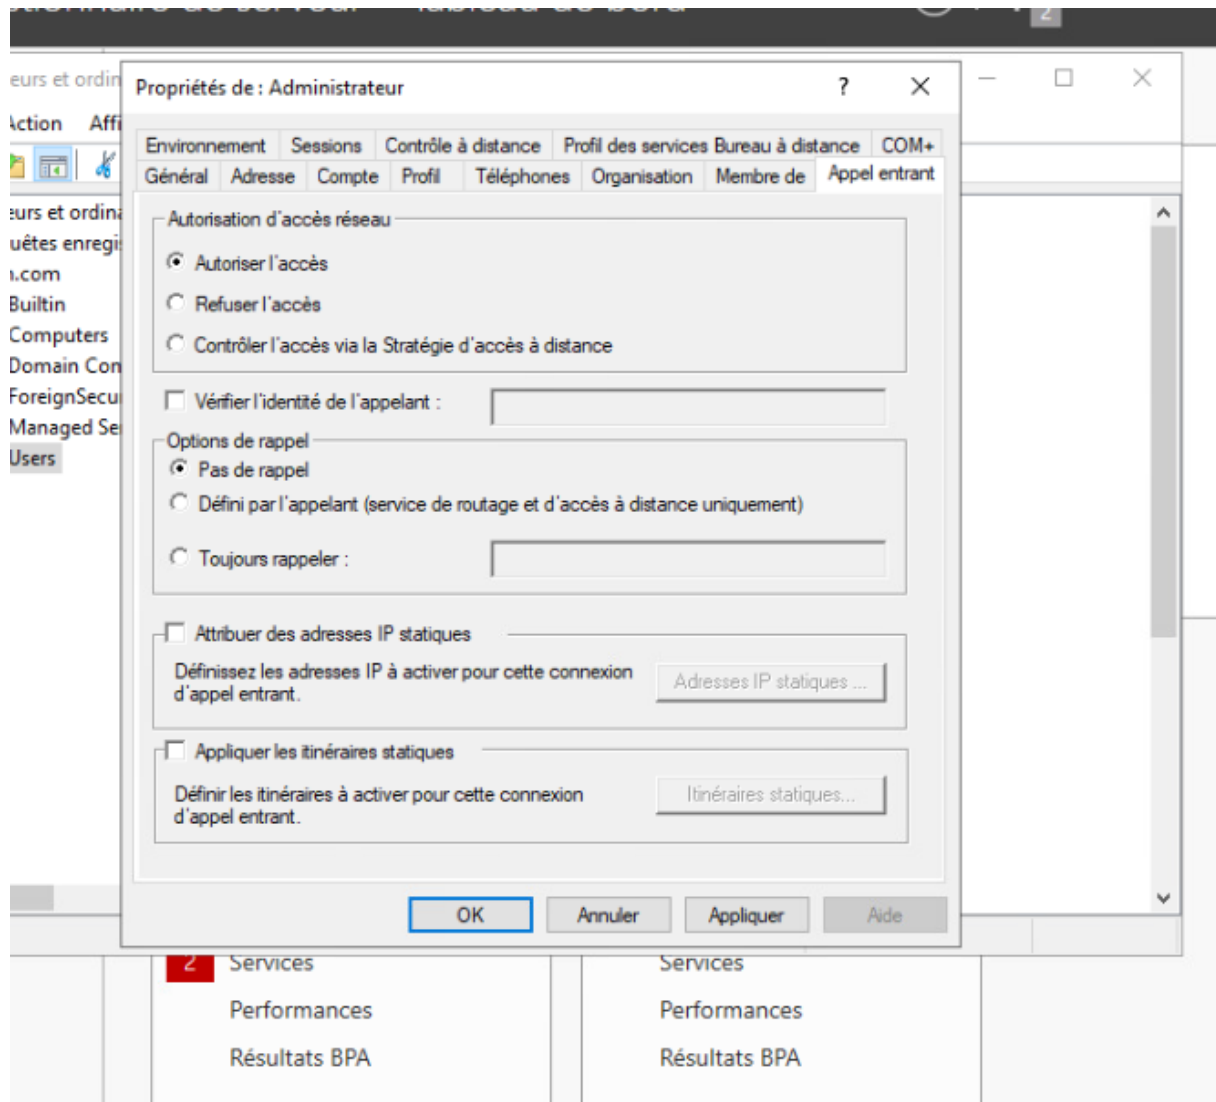 eurs et ordin
Propriétés de : Administrateur
?
Action Affi
Environnement Sessions Contrôle à distance Profil des services Bureau à distance COM+
Général Adresse Compte Profil Téléphones Organisation Membre de Appel entrant
eurs et ordina
uêtes enregis
n.com
Builtin
Computers
Domain Con
ForeignSecu
Managed Se
Users
Autorisation d'accès réseau
Autoriser l'accès
Refuser l'accès
Contrôler l'accès via la Stratégie d'accès à distance
Vérifier l'identité de l'appelant :
Options de rappel
Pas de rappel
Défini par l'appelant (service de routage et d'accès à distance uniquement)
Toujours rappeler :
Attribuer des adresses IP statiques
Définissez les adresses IP à activer pour cette connexion
d'appel entrant.
Adresses IP statiques ...
Appliquer les itinéraires statiques
Définir les itinéraires à activer pour cette connexion
d'appel entrant.
Itinéraires statiques...
OK Annuler Appliquer Aide
2 Services
Performances
Résultats BPA
Services
Performances
Résultats BPA
2